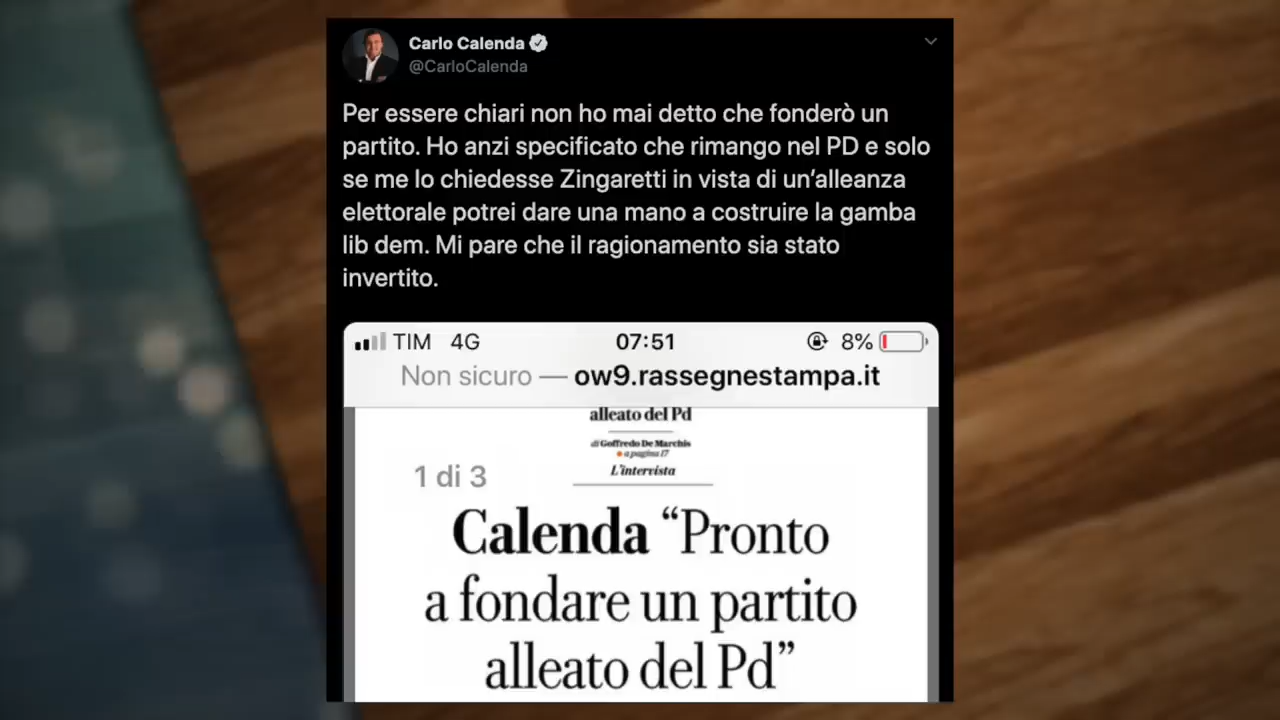 Carlo Calenda
@CarloCalenda
Per essere chiari non ho mai detto che fonderò un
partito. Ho anzi specificato che rimango nel PD e solo
se me lo chiedesse Zingaretti in vista di un'alleanza
elettorale potrei dare una mano a costruire la gamba
lib dem. Mi pare che il ragionamento sia stato
invertito.
TIM 4G 07:51 8%
Non sicuro — ow9.rassegnestampa.it
alleato del Pd
di Goffredo De Marchis
● a pagina 17
1 di 3
L'intervista
Calenda “Pronto
a fondare un partito
alleato del Pd”